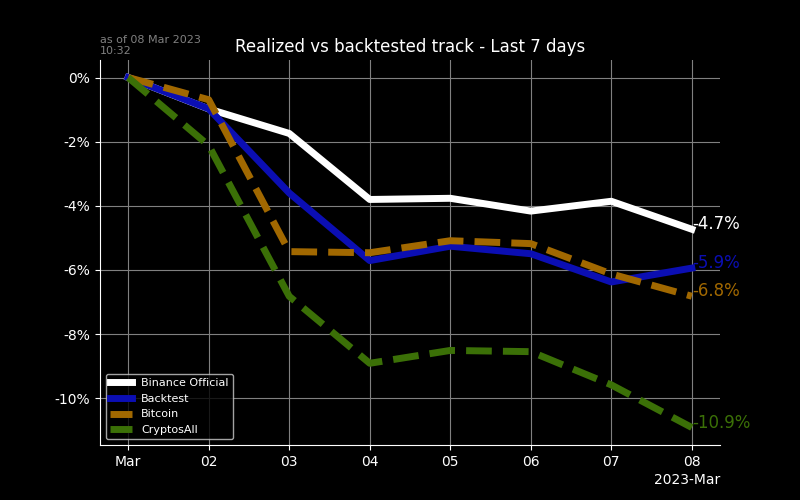 as of 08 Mar 2023
10:32
Realized vs backtested track - Last 7 days
0%
-2%
-4%
-6%
-8%
-10%
-4.7%
-5.9%
-6.8%
-10.9%
Binance Official
Backtest
Bitcoin
CryptosAll
Mar 02 03 04 05 06 07 08
2023-Mar